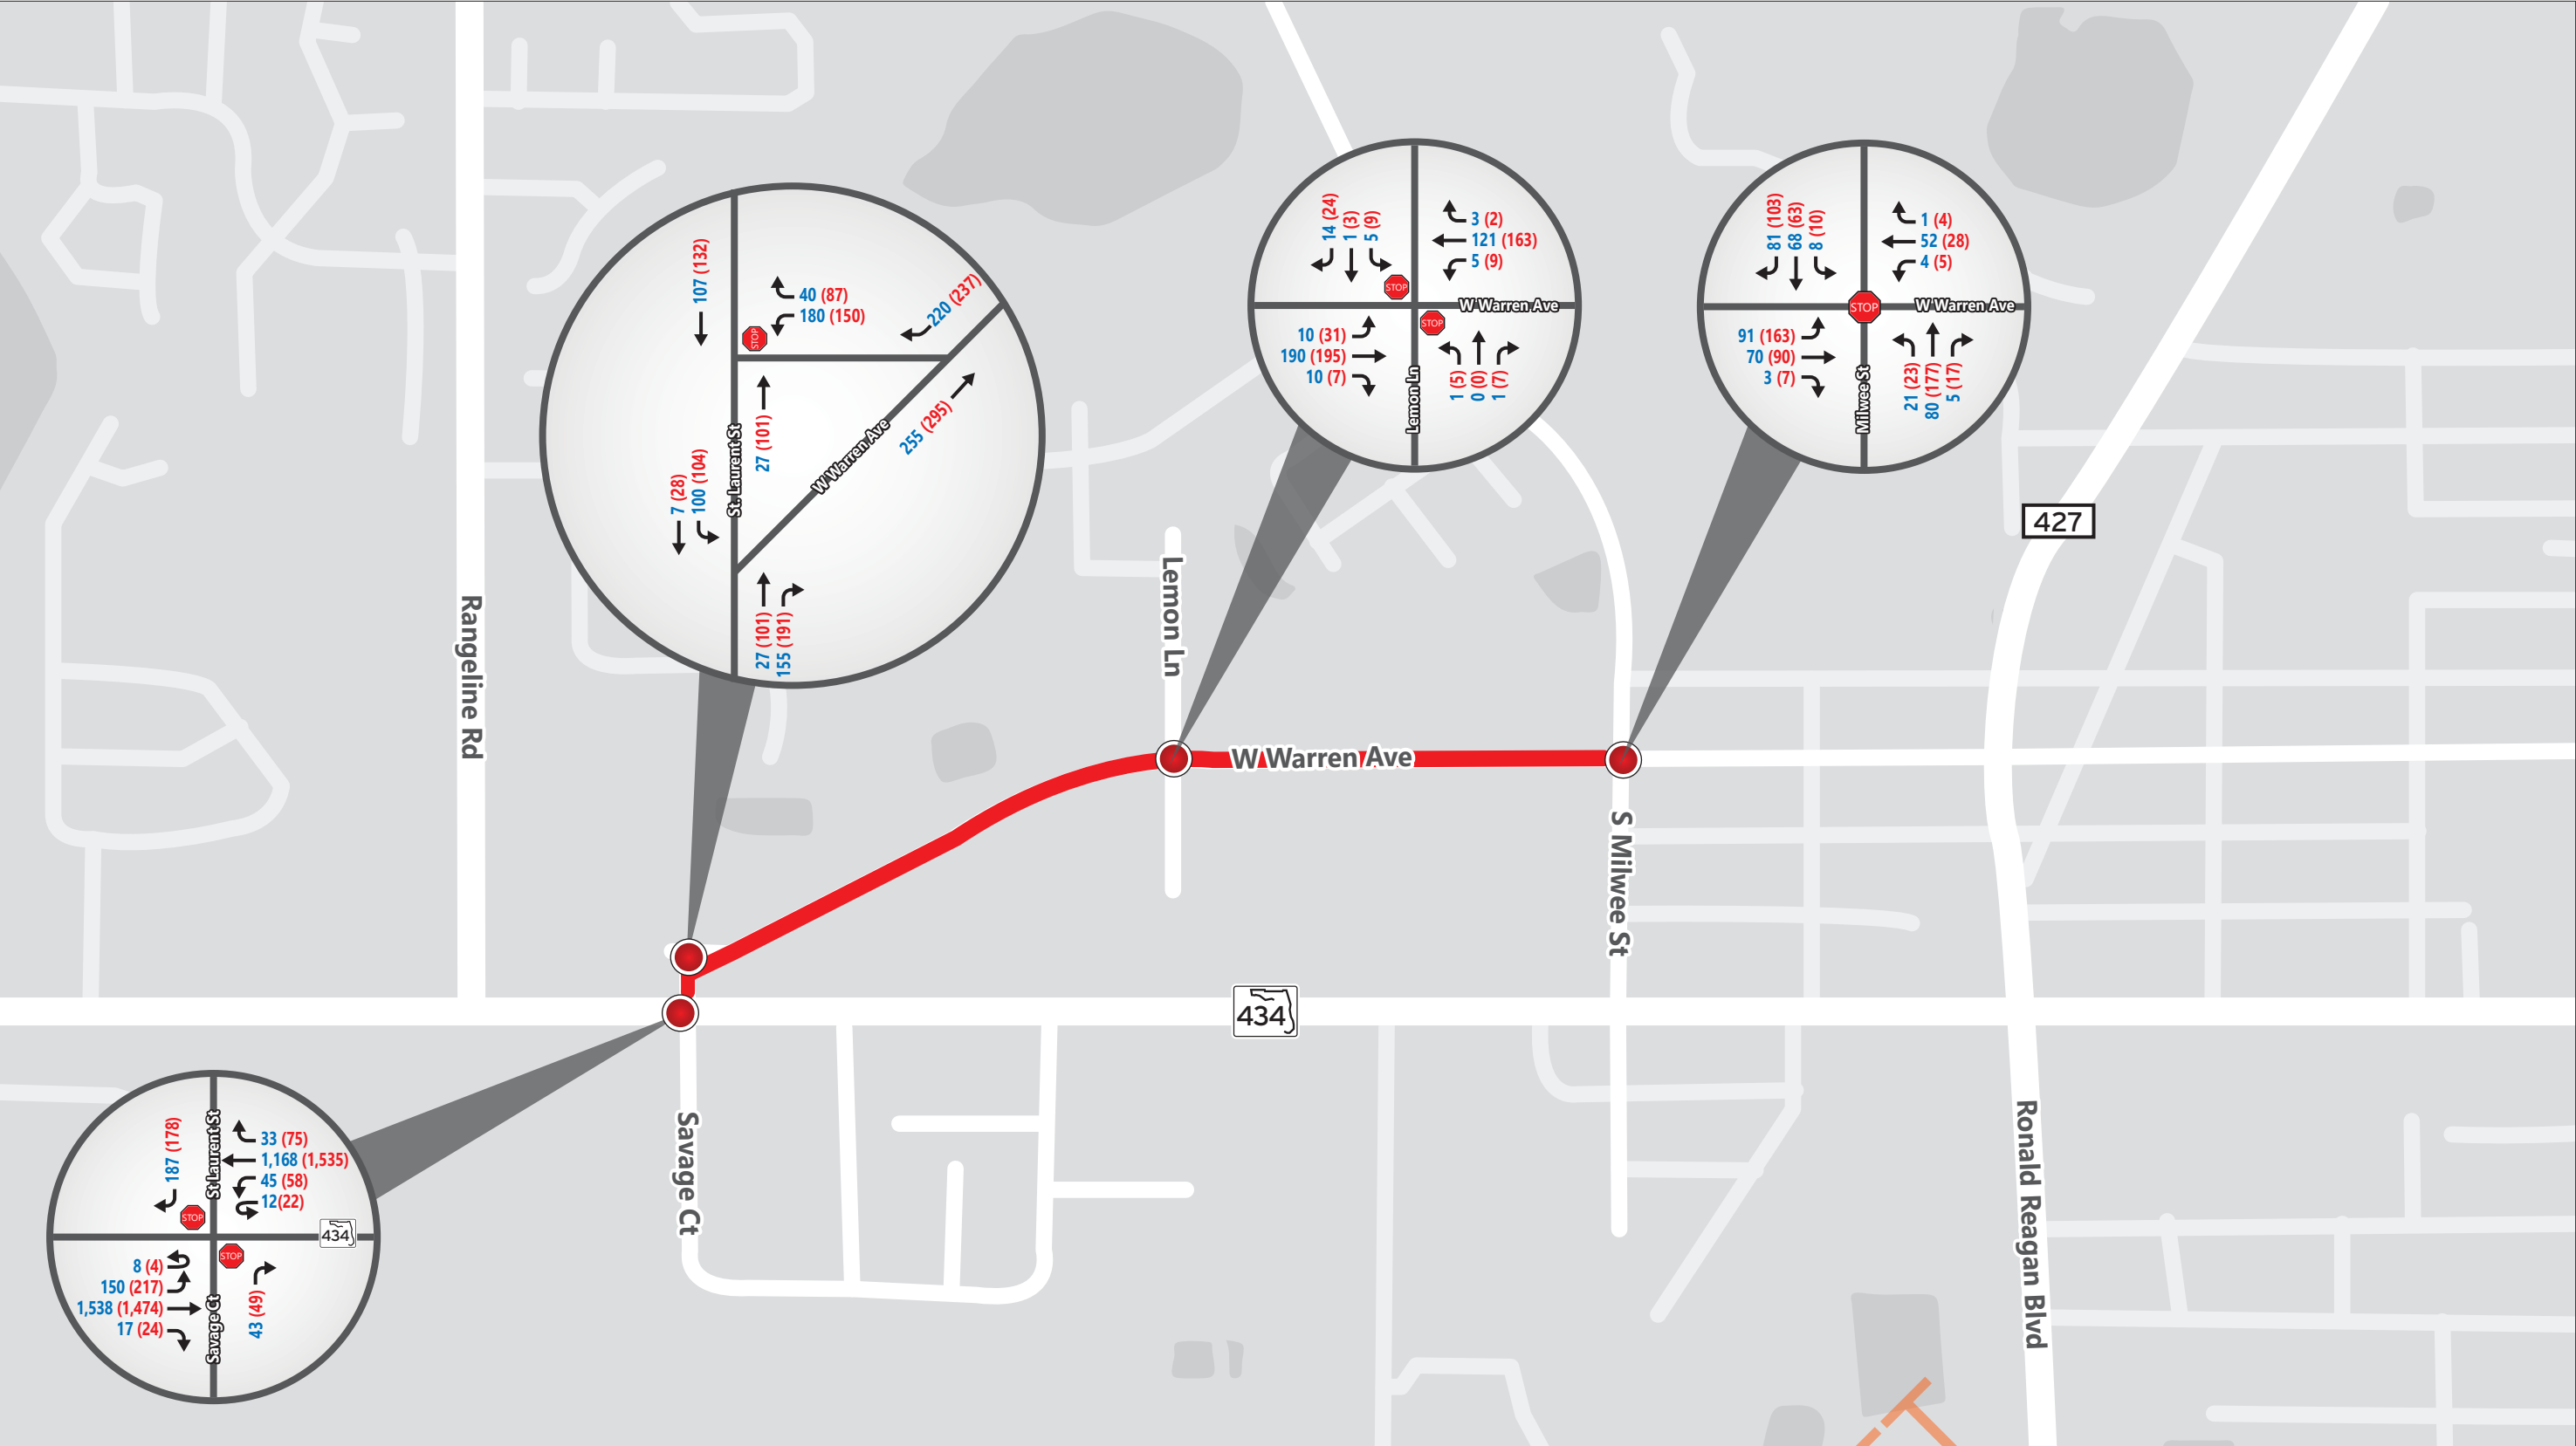 107 (132)
40 (87)
180 (150)
STOP
220 (237)
27 (101)
255 (295)
W Warren Ave
St. Laurent St
7 (28)
100 (104)
27 (101)
155 (191)
14 (24)
1 (3)
5 (9)
3 (2)
121 (163)
5 (9)
STOP
W Warren Ave
STOP
10 (31)
190 (195)
10 (7)
Lemon Ln
1 (5)
0 (0)
1 (7)
81 (103)
68 (63)
8 (10)
1 (4)
52 (28)
4 (5)
STOP
W Warren Ave
91 (163)
70 (90)
3 (7)
Milwee St
21 (23)
80 (177)
5 (17)
427
Rangeline Rd
Lemon Ln
W Warren Ave
S Milwee St
434
Savage Ct
Ronald Reagan Blvd
187 (178)
St Laurent St
33 (75)
1,168 (1,535)
45 (58)
12(22)
STOP
434
STOP
8 (4)
150 (217)
1,538 (1,474)
17 (24)
Savage Ct
43 (49)